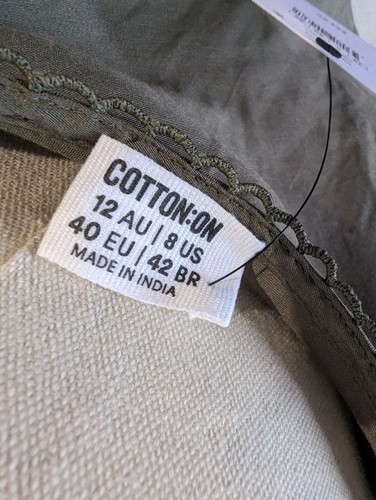 COTTON:ON
12 AU | 8 US
40 EU | 42 BR
MADE IN INDIA